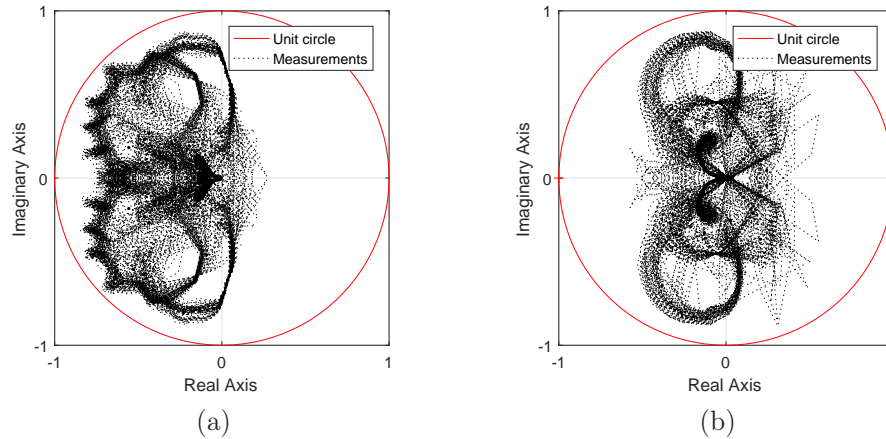 1
Unit circle
Measurements
Imaginary Axis
0
-1
-1
0
1
Real Axis
(a)
1
Unit circle
Measurements
Imaginary Axis
0
-1
-1
0
Real Axis
(b)